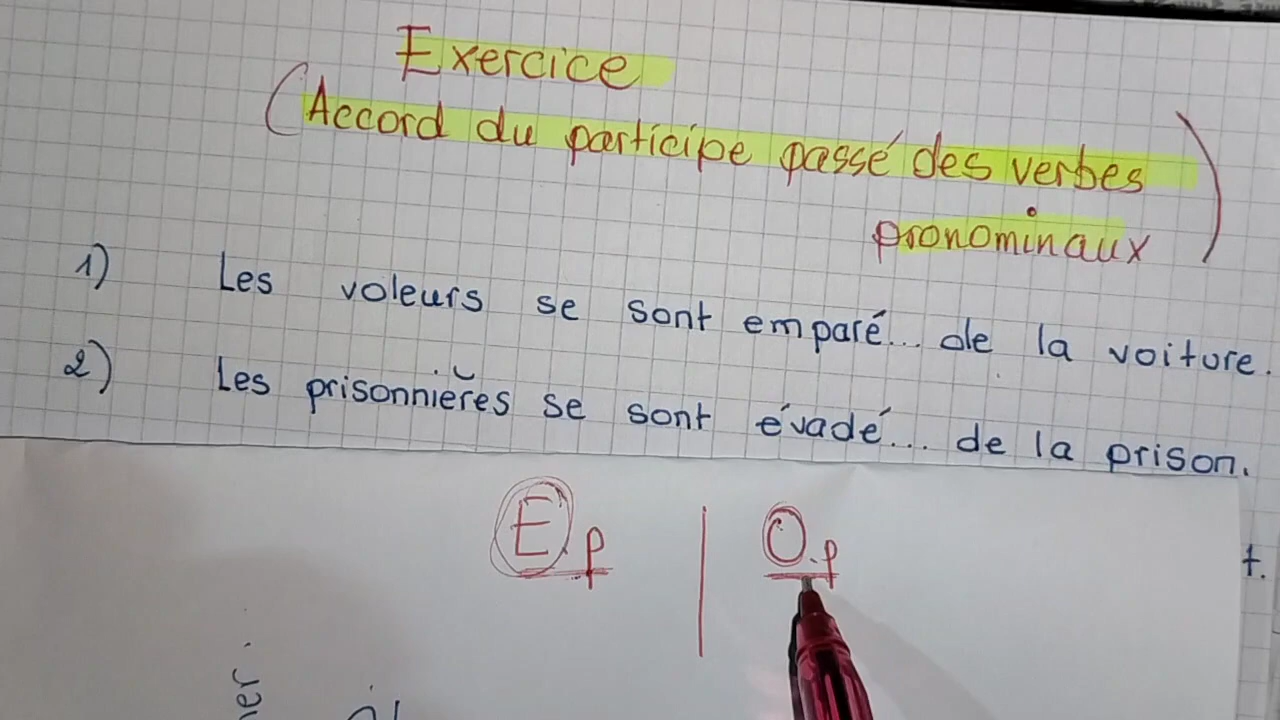 Exercice
(Accord du participe passé des verbes
pronominaux)
1) Les voleurs se sont emparé... de la voiture.
2) Les prisonnières se sont évadé... de la prison.
E.p | O.p
t.